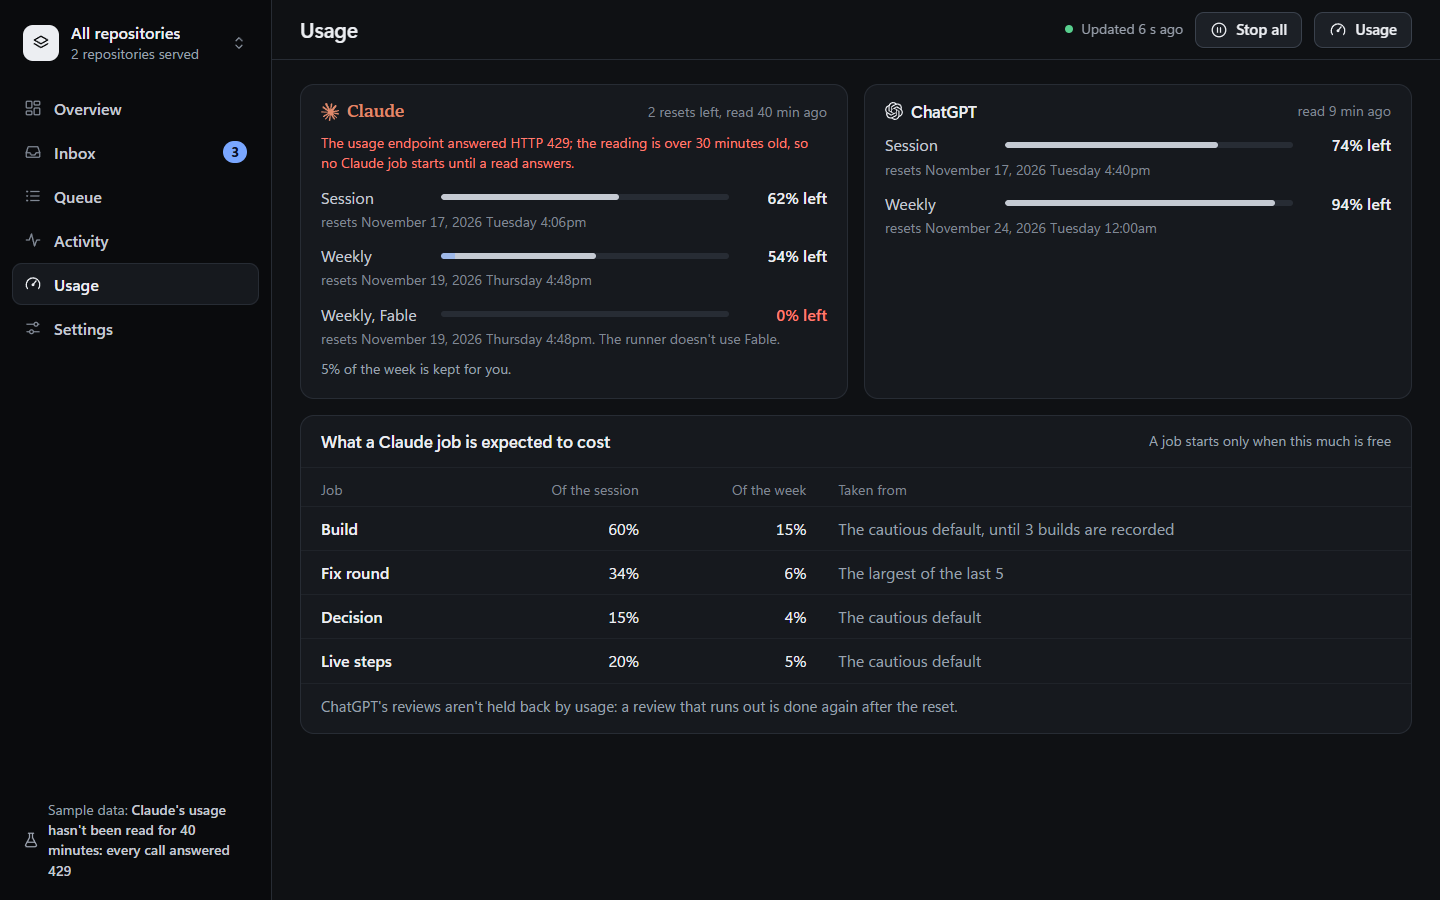 All repositories
2 repositories served
Overview
Inbox
3
Queue
Activity
Usage
Settings
Sample data: Claude's usage
hasn't been read for 40
minutes: every call answered
429
Usage
Updated 6 s ago
Stop all
Usage
Claude
2 resets left, read 40 min ago
The usage endpoint answered HTTP 429; the reading is over 30 minutes old, so
no Claude job starts until a read answers.
Session
62% left
resets November 17, 2026 Tuesday 4:06pm
Weekly
54% left
resets November 19, 2026 Thursday 4:48pm
Weekly, Fable
0% left
resets November 19, 2026 Thursday 4:48pm. The runner doesn't use Fable.
5% of the week is kept for you.
ChatGPT
read 9 min ago
Session
74% left
resets November 17, 2026 Tuesday 4:40pm
Weekly
94% left
resets November 24, 2026 Tuesday 12:00am
What a Claude job is expected to cost
A job starts only when this much is free
Job Of the session Of the week Taken from
Build 60% 15% The cautious default, until 3 builds are recorded
Fix round 34% 6% The largest of the last 5
Decision 15% 4% The cautious default
Live steps 20% 5% The cautious default
ChatGPT's reviews aren't held back by usage: a review that runs out is done again after the reset.